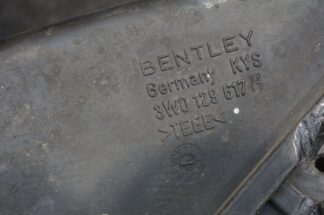 BENTLEY
Germany KYS
3W0 129 617 H
>TEEE<